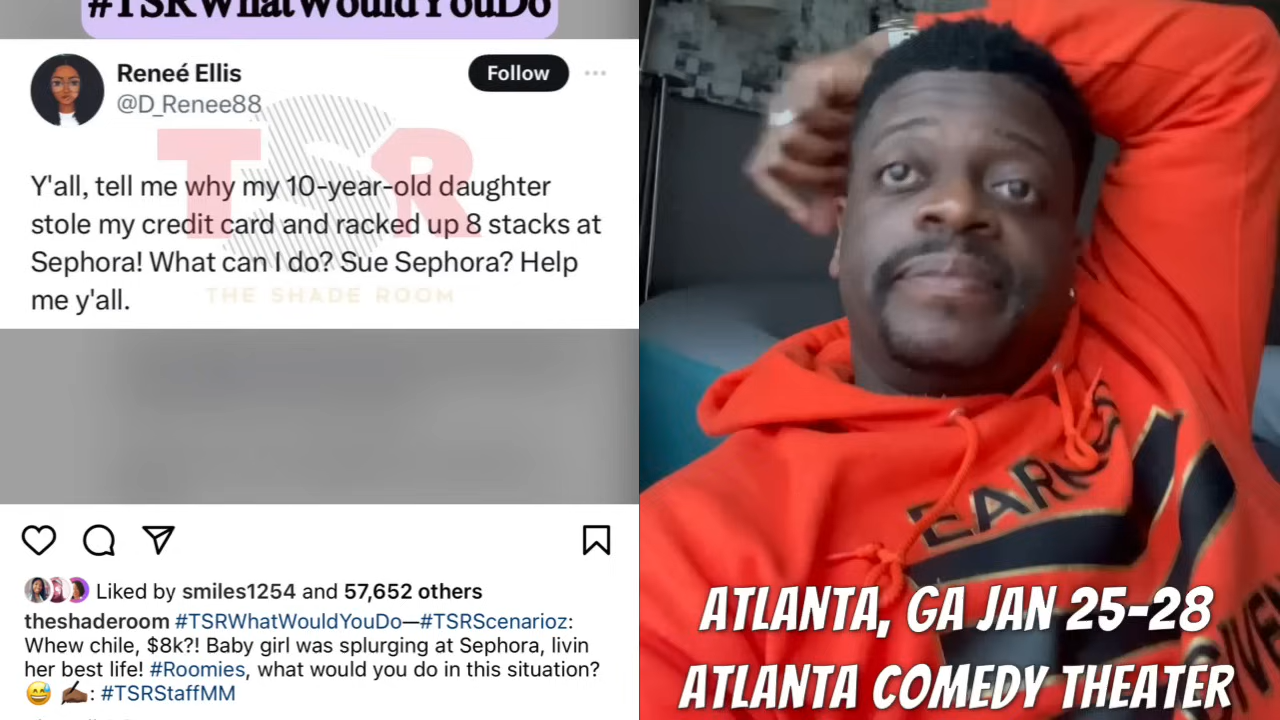 #TSRWhatWouldYouDo
Reneé Ellis
Follow
@D_Renee88
TSR
Y'all, tell me why my 10-year-old daughter
stole my credit card and racked up 8 stacks at
Sephora! What can I do? Sue Sephora? Help
me y'all.
THE SHADE ROOM
Liked by smiles1254 and 57,652 others
theshaderoom #TSRWhatWouldYouDo—#TSRScenarioz:
Whew chile, $8k?! Baby girl was splurging at Sephora, livin
her best life! #Roomies, what would you do in this situation?
😅 ✍🏾: #TSRStaffMM
EARN
ATLANTA, GA JAN 25-28
ATLANTA COMEDY THEATER